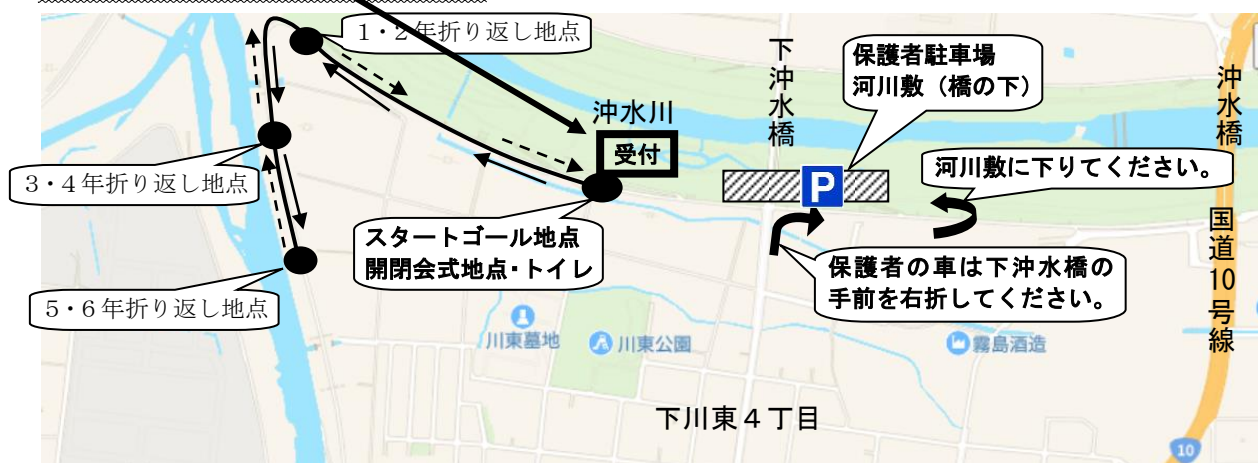 1・2年折り返し地点
下沖水橋
保護者駐車場
河川敷（橋の下）
沖水橋
沖水川
受付
P
3・4年折り返し地点
河川敷に下りてください。
スタートゴール地点
開閉会式地点・トイレ
国道10号線
保護者の車は下沖水橋の
手前を右折してください。
5・6年折り返し地点
川東墓地
川東公園
霧島酒造
下川東４丁目
10